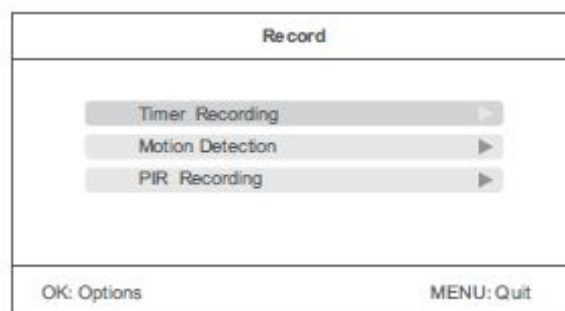 Record
Timer Recording
Motion Detection
PIR Recording
OK: Options MENU: Quit